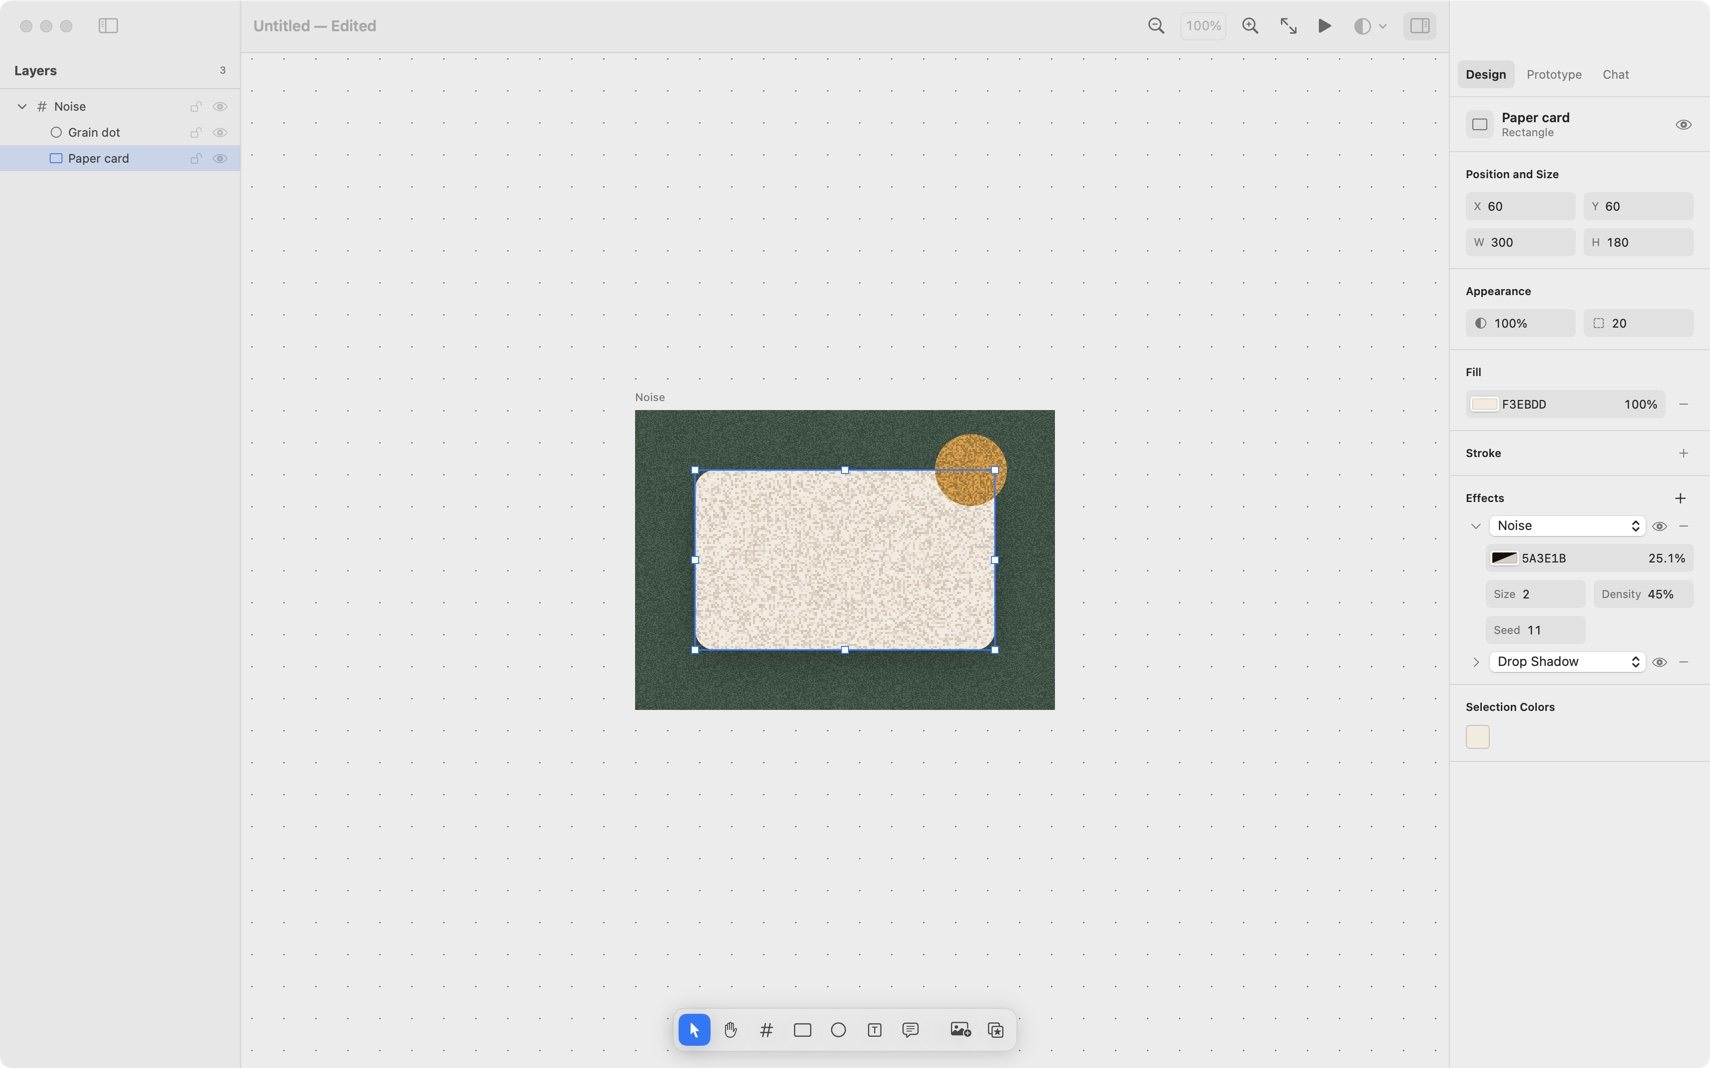 Untitled — Edited
100%
Layers
3
Noise
Grain dot
Paper card
Noise
Design
Prototype
Chat
Paper card
Rectangle
Position and Size
X 60
Y 60
W 300
H 180
Appearance
100%
20
Fill
F3EBDD
100%
Stroke
Effects
Noise
5A3E1B
25.1%
Size 2
Density 45%
Seed 11
Drop Shadow
Selection Colors